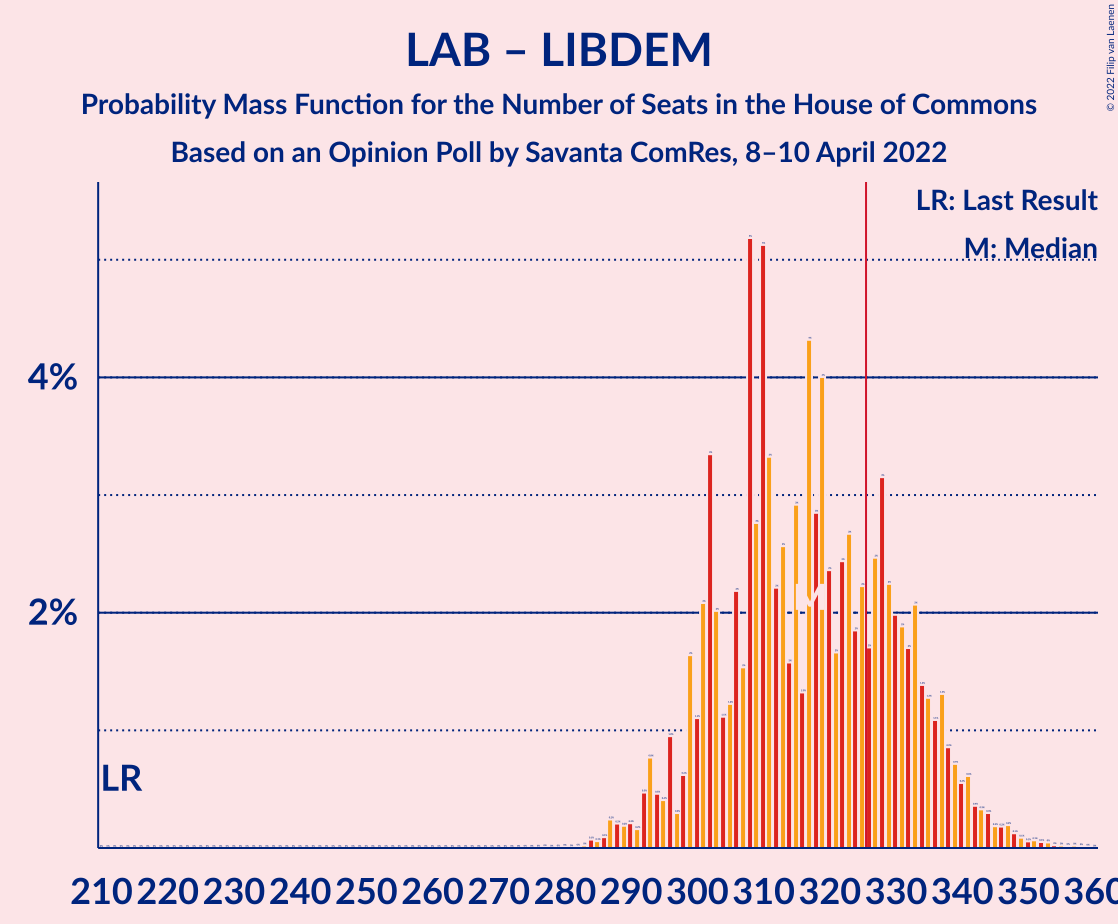 LAB – LIBDEM
Probability Mass Function for the Number of Seats in the House of Commons
Based on an Opinion Poll by Savanta ComRes, 8–10 April 2022
© 2022 Filip van Laenen
LR: Last Result
M: Median
4%
2%
M
LR
210 220 230 240 250 260 270 280 290 300 310 320 330 340 350 360